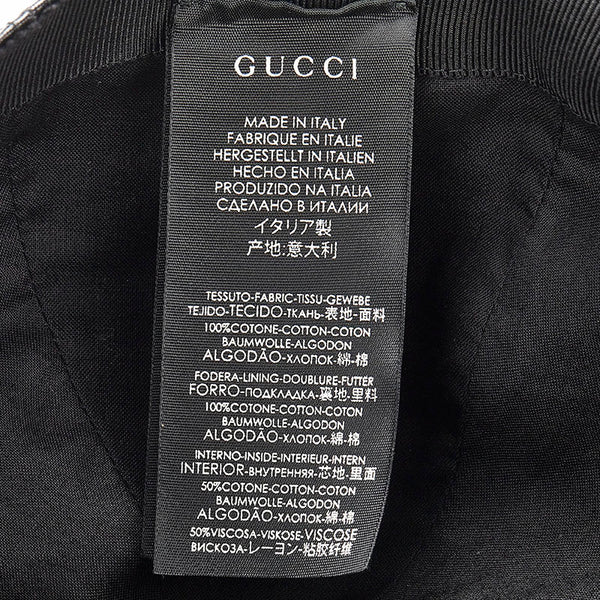 GUCCI
MADE IN ITALY
FABRIQUE EN ITALIE
HERGESTELLT IN ITALIEN
HECHO EN ITALIA
PRODUZIDO NA ITALIA
СДЕЛАНО В ИТАЛИИ
イタリア製
产地:意大利
TESSUTO-FABRIC-TISSU-GEWEBE
TEJIDO-TECIDO-ТКАНЬ-表地-面料
100%COTONE-COTTON-COTON
BAUMWOLLE-ALGODON
ALGODÃO-ХЛОПОК-綿-棉
FODERA-LINING-DOUBLURE-FUTTER
FORRO-ПОДКЛАДКА-裏地-里料
100%COTONE-COTTON-COTON
BAUMWOLLE-ALGODON
ALGODÃO-ХЛОПОК-綿-棉
INTERNO-INSIDE-INTERIEUR-INTERN
INTERIOR-ВНУТРЕННЯЯ-芯地-里面
50%COTONE-COTTON-COTON
BAUMWOLLE-ALGODON
ALGODÃO-ХЛОПОК-綿-棉
50%VISCOSA-VISKOSE-VISCOSE
ВИСКОЗА-レーヨン-粘胶纤维